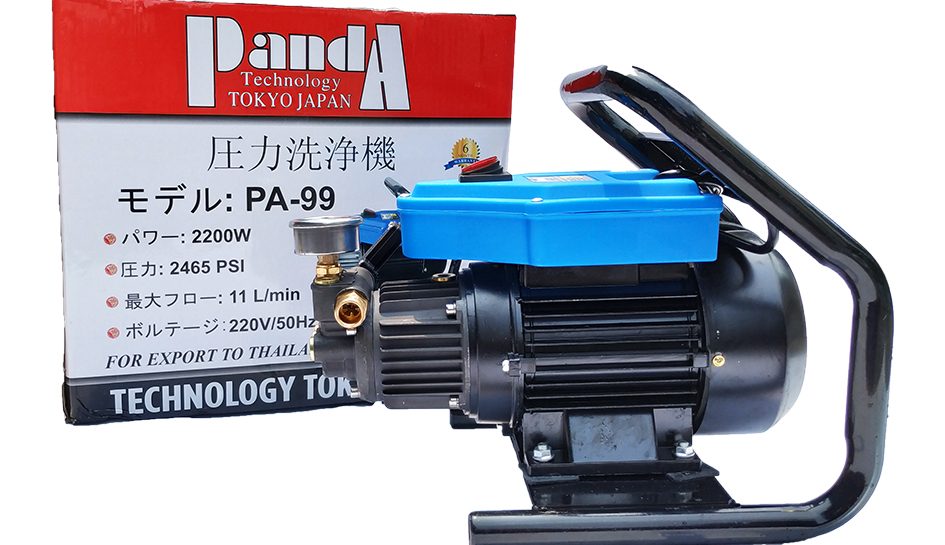 Panda
Technology
TOKYO JAPAN
圧力洗浄機
6
モデル: PA-99
パワー: 2200W
圧力: 2465 PSI
最大フロー: 11 L/min
ボルテージ: 220V/50Hz
FOR EXPORT TO THAILA
TECHNOLOGY TOK